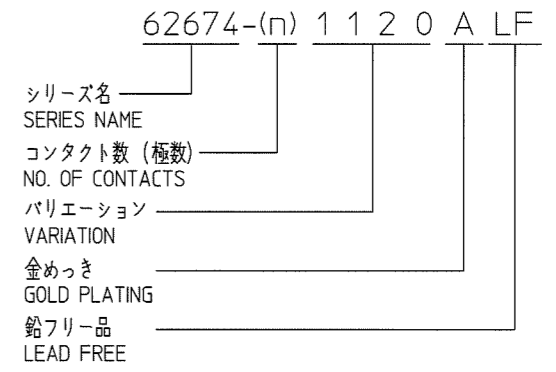 62674-(n) 1 1 2 0 A LF
シリーズ名
SERIES NAME
コンタクト数 (極数)
NO. OF CONTACTS
バリエーション
VARIATION
金めっき
GOLD PLATING
鉛フリー品
LEAD FREE